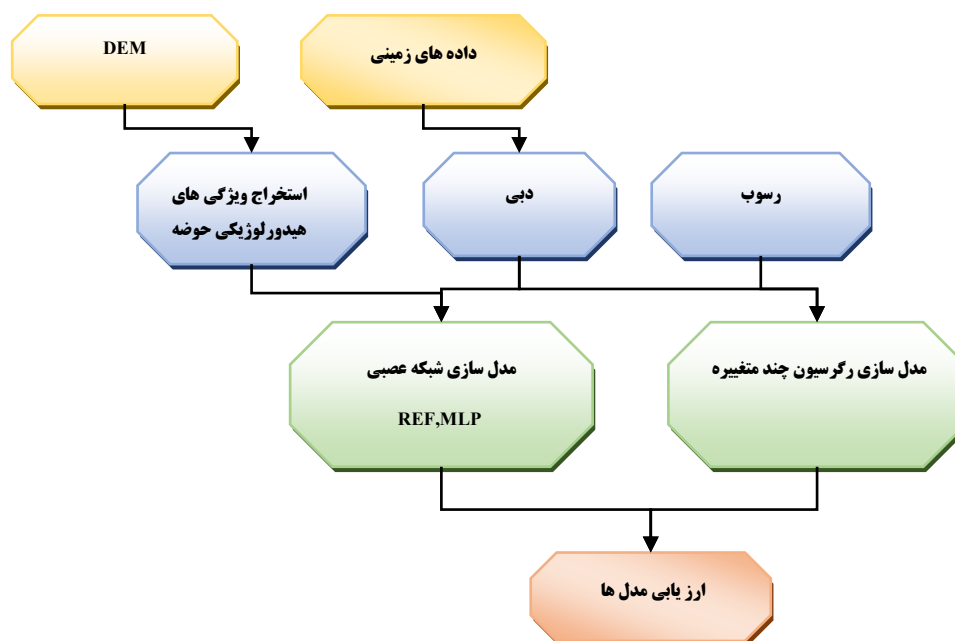 DEM
داده های زمینی
استخراج ویژگی های
هیدورلوژیکی حوضه
دبی
رسوب
مدل سازی شبکه عصبی
REF,MLP
مدل سازی رگرسیون چند متغییره
ارز یابی مدل ها